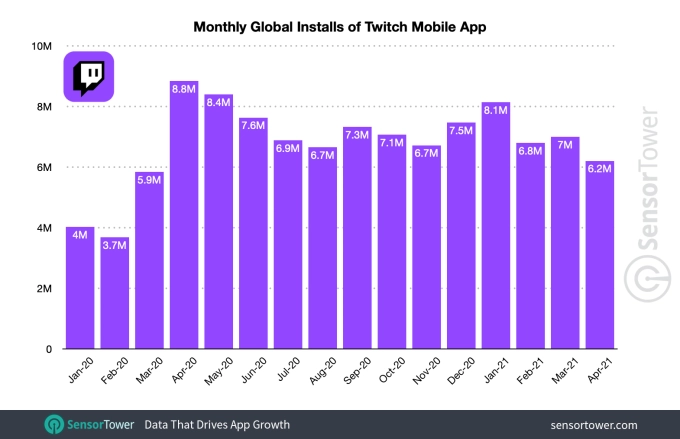 Monthly Global Installs of Twitch Mobile App
10M
8M
6M
4M
2M
0
4M
3.7M
5.9M
8.8M
8.4M
7.6M
6.9M
6.7M
7.3M
7.1M
6.7M
7.5M
8.1M
6.8M
7M
6.2M
Jan-20
Feb-20
Mar-20
Apr-20
May-20
Jun-20
Jul-20
Aug-20
Sep-20
Oct-20
Nov-20
Dec-20
Jan-21
Feb-21
Mar-21
Apr-21
SensorTower
SensorTower Data That Drives App Growth sensortower.com